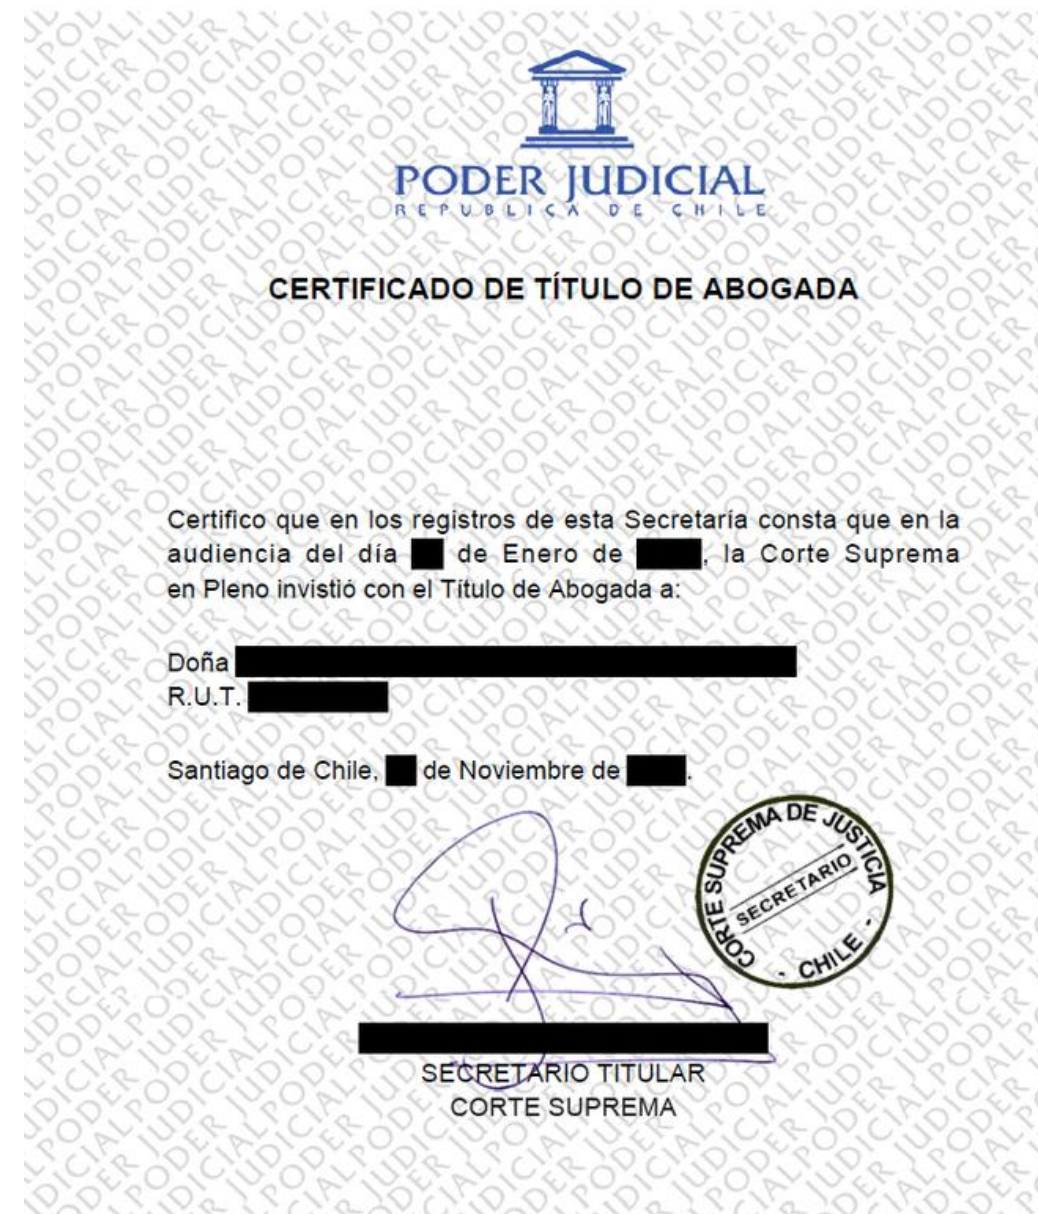 PODER JUDICIAL
REPUBLICA DE CHILE
CERTIFICADO DE TÍTULO DE ABOGADA
Certifico que en los registros de esta Secretaría consta que en la
audiencia del día de Enero de , la Corte Suprema
en Pleno invistió con el Título de Abogada a:
Doña
R.U.T.
Santiago de Chile, de Noviembre de .
CORTE SUPREMA DE JUSTICIA
SECRETARIO
- CHILE -
SECRETARIO TITULAR
CORTE SUPREMA